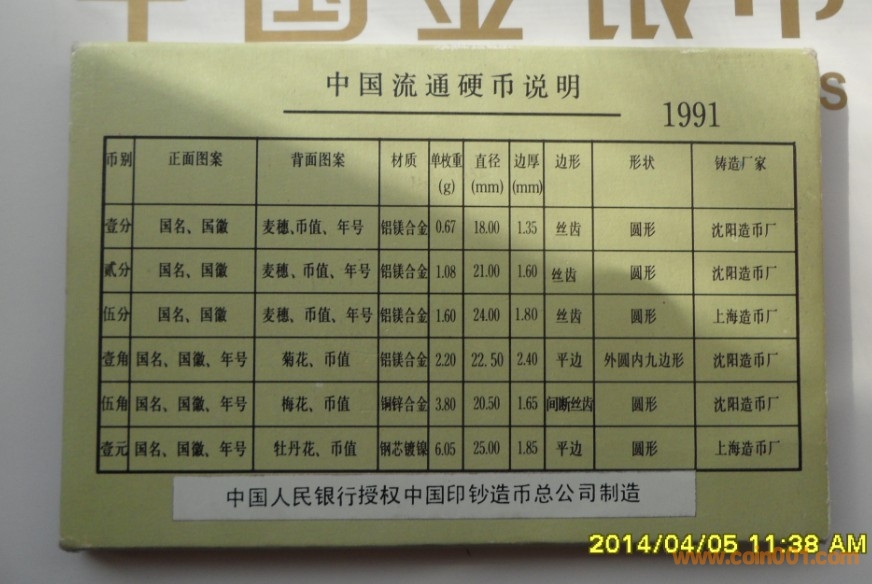 中国金银币
s
中国流通硬币说明
1991
币别 正面图案 背面图案 材质 单枚重(g) 直径(mm) 边厚(mm) 边形 形状 铸造厂家
壹分 国名、国徽 麦穗、币值、年号 铝镁合金 0.67 18.00 1.35 丝齿 圆形 沈阳造币厂
贰分 国名、国徽 麦穗、币值、年号 铝镁合金 1.08 21.00 1.60 丝齿 圆形 沈阳造币厂
伍分 国名、国徽 麦穗、币值、年号 铝镁合金 1.60 24.00 1.80 丝齿 圆形 上海造币厂
壹角 国名、国徽、年号 菊花、币值 铝镁合金 2.20 22.50 2.40 平边 外圆内九边形 沈阳造币厂
伍角 国名、国徽、年号 梅花、币值 铜锌合金 3.80 20.50 1.65 间断丝齿 圆形 沈阳造币厂
壹元 国名、国徽、年号 牡丹花、币值 钢芯镀镍 6.05 25.00 1.85 平边 圆形 上海造币厂
中国人民银行授权中国印钞造币总公司制造
2014/04/05 11:38 AM
www.coin001.com